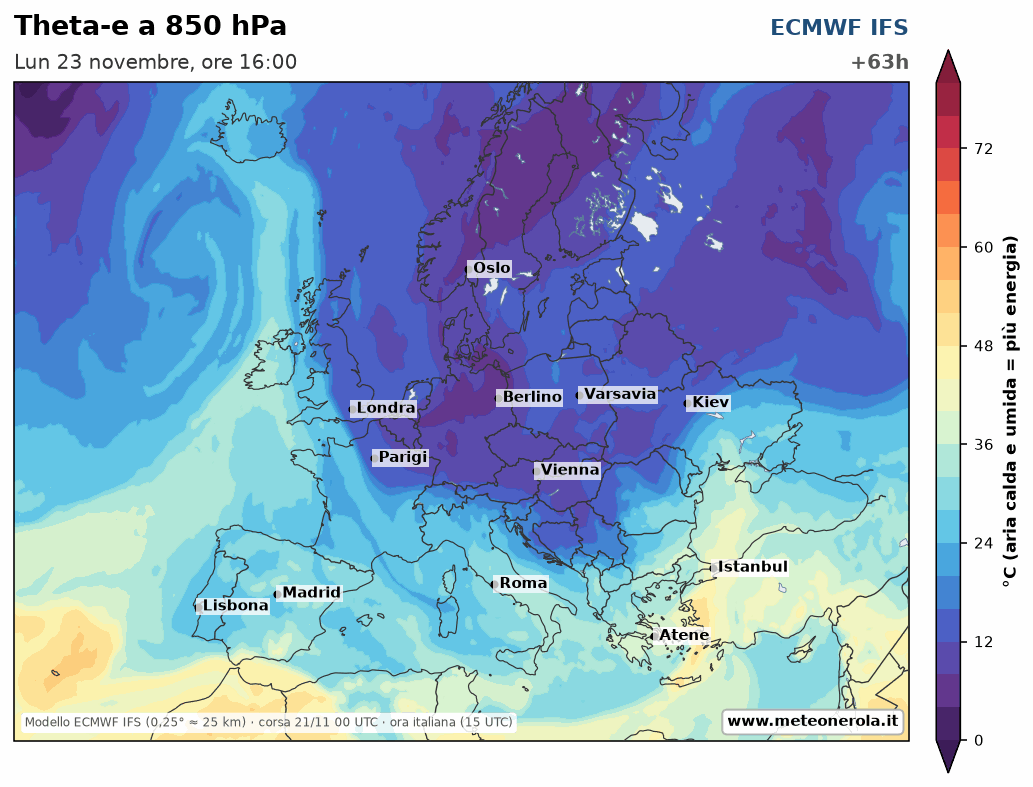 Theta-e a 850 hPa
ECMWF IFS
Lun 23 novembre, ore 16:00
+63h
Oslo
Berlino
Varsavia
Kiev
Londra
Parigi
Vienna
Istanbul
Roma
Madrid
Lisbona
Atene
Modello ECMWF IFS (0,25° ≈ 25 km) · corsa 21/11 00 UTC · ora italiana (15 UTC)
www.meteonerola.it
72
60
48
36
24
12
0
°C (aria calda e umida = più energia)